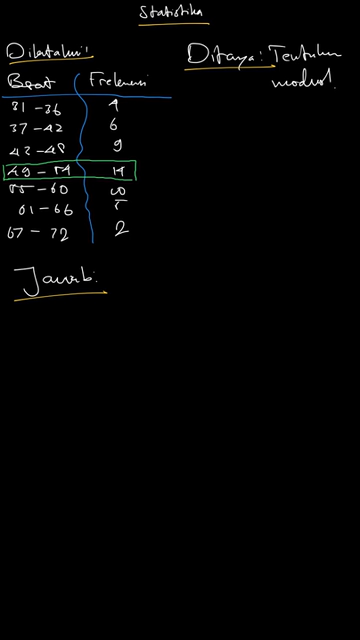 Statistika
Diketahui:
Ditanya: Tentukan
modus!
Berat Frekuensi
31 - 36 4
37 - 42 6
43 - 48 9
49 - 54 14
55 - 60 10
61 - 66 5
67 - 72 2
Jawab: